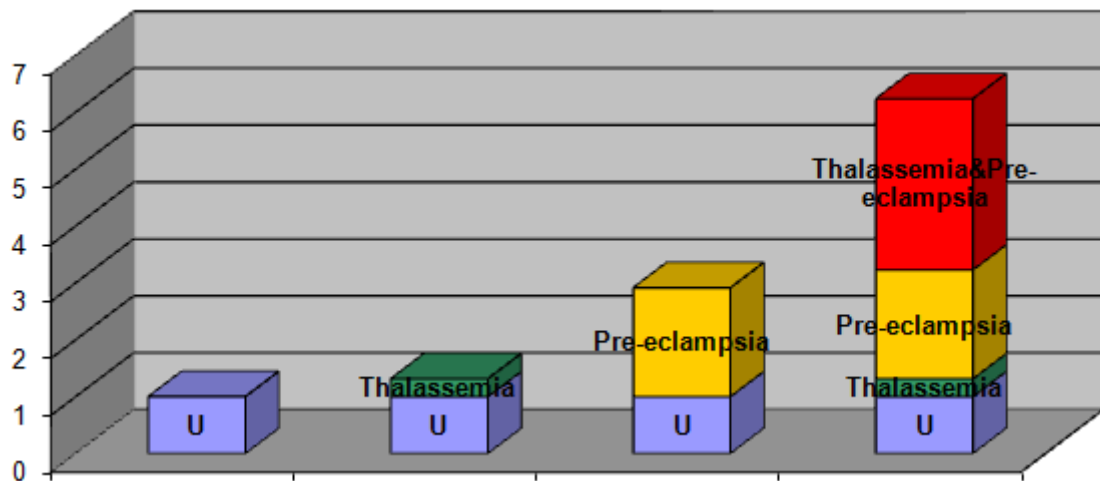 7
6
5
4
3
2
1
0
Thalassemia&Pre-
eclampsia
Pre-eclampsia
Pre-eclampsia
Thalassemia
Thalassemia
U
U
U
U